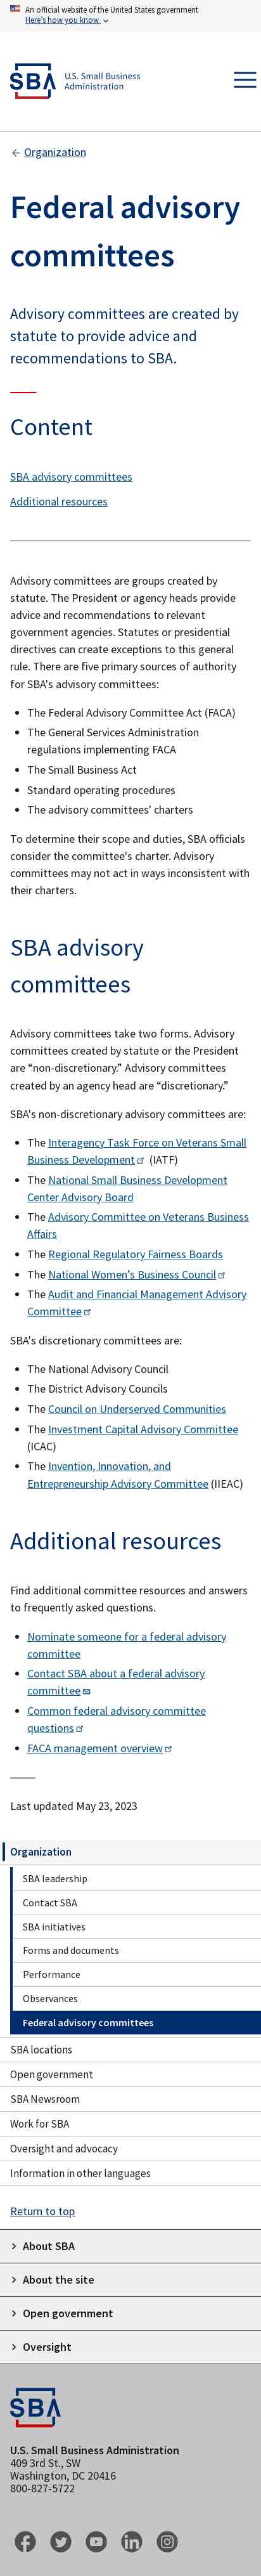 An official website of the United States government
Here's how you know
SBA U.S. Small Business
Administration
Organization
Federal advisory
committees
Advisory committees are created by
statute to provide advice and
recommendations to SBA.
Content
SBA advisory committees
Additional resources
Advisory committees are groups created by
statute. The President or agency heads provide
advice and recommendations to relevant
government agencies. Statutes or presidential
directives can create exceptions to this general
rule. There are five primary sources of authority
for SBA's advisory committees:
The Federal Advisory Committee Act (FACA)
The General Services Administration
regulations implementing FACA
The Small Business Act
Standard operating procedures
The advisory committees' charters
To determine their scope and duties, SBA officials
consider the committee's charter. Advisory
committees may not act in ways inconsistent with
their charters.
SBA advisory
committees
Advisory committees take two forms. Advisory
committees created by statute or the President
are “non-discretionary.” Advisory committees
created by an agency head are “discretionary.”
SBA's non-discretionary advisory committees are:
The Interagency Task Force on Veterans Small
Business Development (IATF)
The National Small Business Development
Center Advisory Board
The Advisory Committee on Veterans Business
Affairs
The Regional Regulatory Fairness Boards
The National Women’s Business Council
The Audit and Financial Management Advisory
Committee
SBA's discretionary committees are:
The National Advisory Council
The District Advisory Councils
The Council on Underserved Communities
The Investment Capital Advisory Committee
(ICAC)
The Invention, Innovation, and
Entrepreneurship Advisory Committee (IIEAC)
Additional resources
Find additional committee resources and answers
to frequently asked questions.
Nominate someone for a federal advisory
committee
Contact SBA about a federal advisory
committee
Common federal advisory committee
questions
FACA management overview
Last updated May 23, 2023
Organization
SBA leadership
Contact SBA
SBA initiatives
Forms and documents
Performance
Observances
Federal advisory committees
SBA locations
Open government
SBA Newsroom
Work for SBA
Oversight and advocacy
Information in other languages
Return to top
About SBA
About the site
Open government
Oversight
SBA
U.S. Small Business Administration
409 3rd St., SW
Washington, DC 20416
800-827-5722